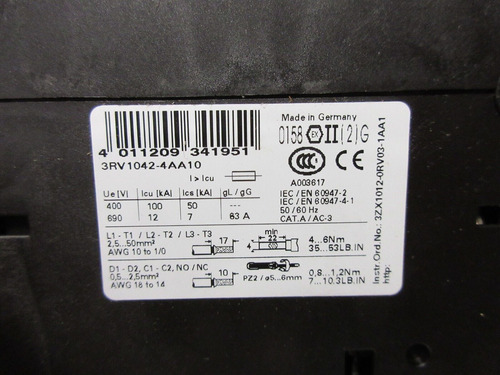 4 011209 341951
3RV1042-4AA10
I > Icu
Ue [V] Icu [kA] Ics [kA] gL / gG
400 100 50 ---
690 12 7 63 A
Made in Germany
0158 Ex II (2) G
CCC
A003617
IEC / EN 60947-2
IEC / EN 60947-4-1
50 / 60 Hz
CAT. A / AC-3
L1 - T1 / L2 - T2 / L3 - T3
2,5...50mm²
AWG 10 to 1/0
17
min
22
4
4...6Nm
35...53LB.IN
D1 - D2, C1 - C2, NO / NC
0,5...2,5mm²
AWG 18 to 14
10
PZ2 / ø5...6mm
0,8...1,2Nm
7...10,3LB.IN
Instr. Ord No.: 3ZX1012-0RV03-1AA1
http: